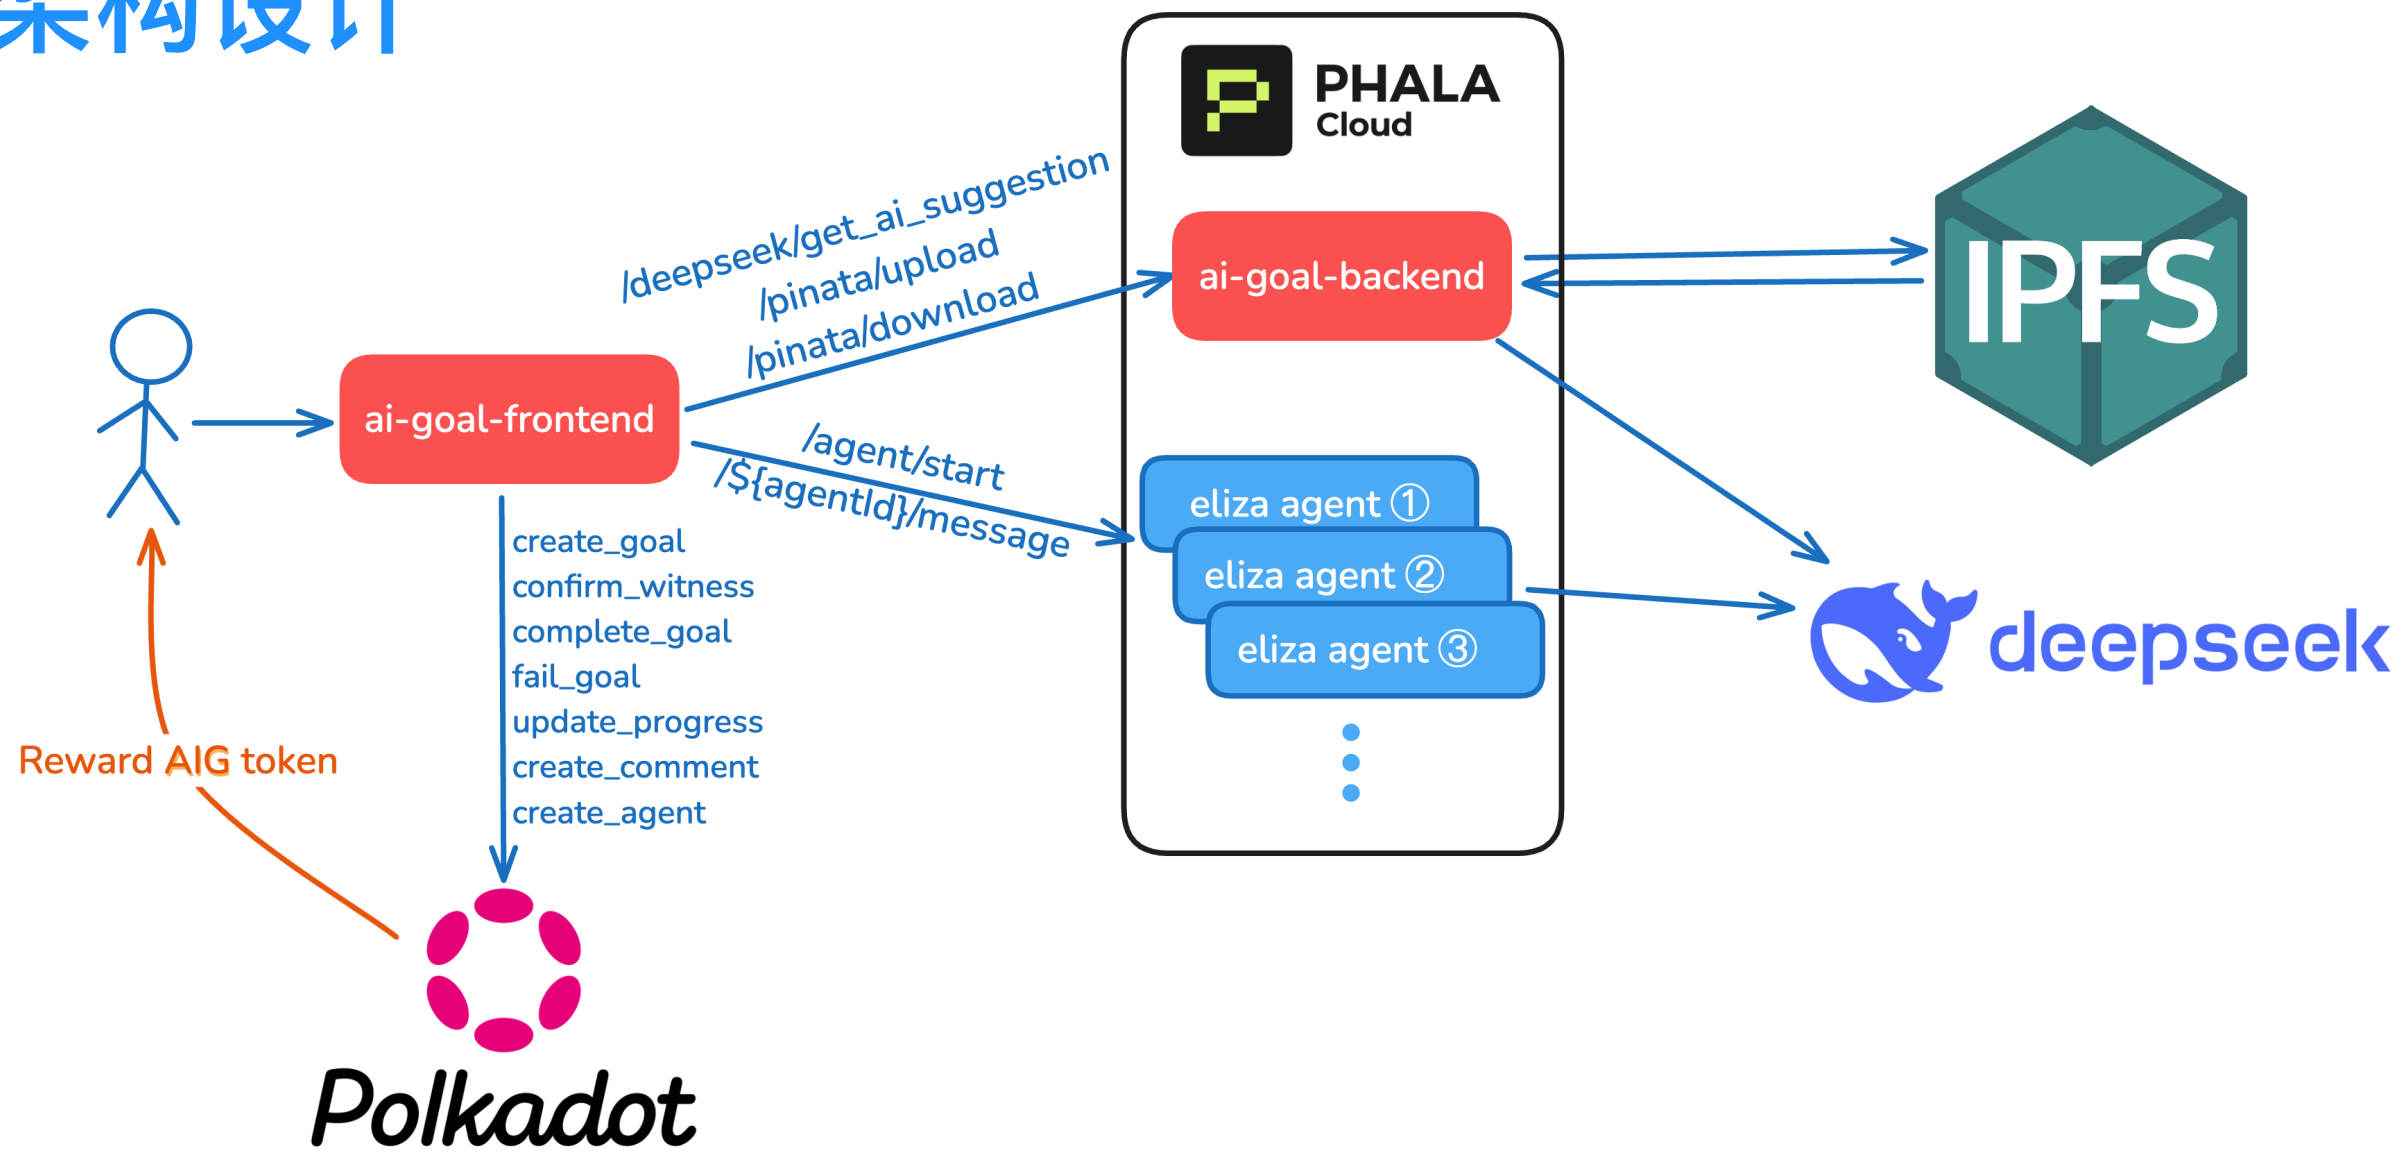 架构设计
PHALA
Cloud
/deepseek/get_ai_suggestion
/pinata/upload
/pinata/download
ai-goal-backend
IPFS
ai-goal-frontend
/agent/start
/${agentId}/message
eliza agent ①
eliza agent ②
eliza agent ③
deepseek
create_goal
confirm_witness
complete_goal
fail_goal
update_progress
create_comment
create_agent
Reward AIG token
Polkadot